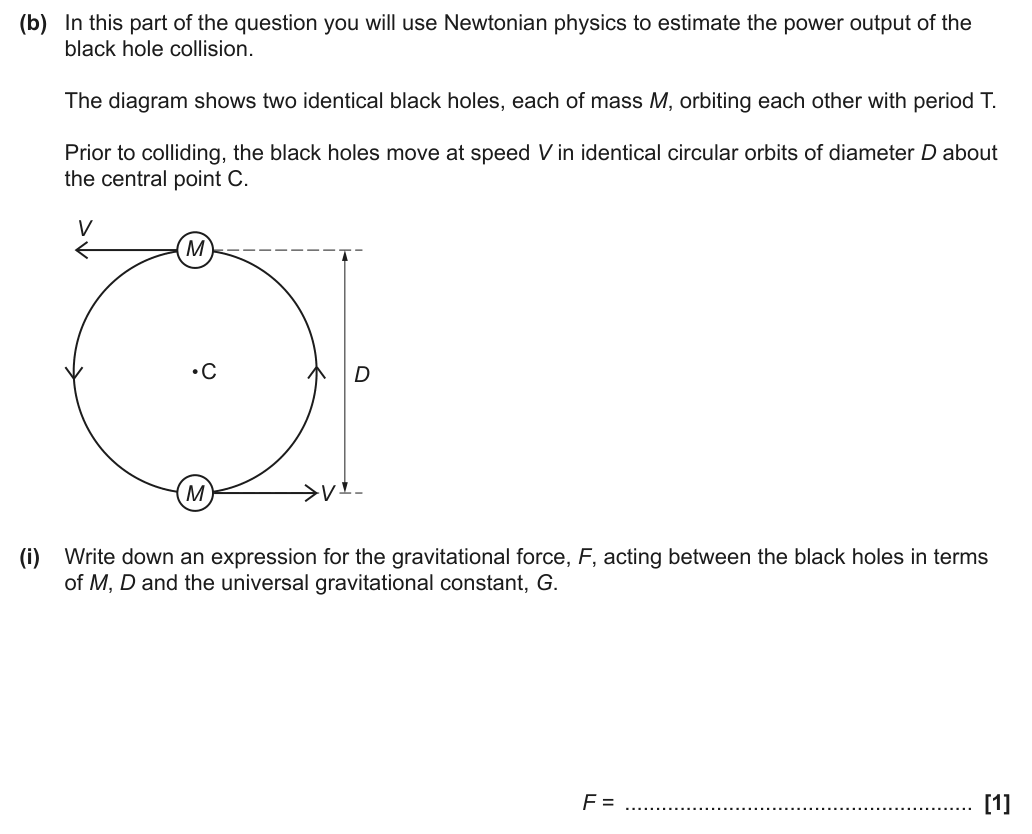 (b) In this part of the question you will use Newtonian physics to estimate the power output of the
black hole collision.
The diagram shows two identical black holes, each of mass M, orbiting each other with period T.
Prior to colliding, the black holes move at speed V in identical circular orbits of diameter D about
the central point C.
V
M
C
D
M
V
(i) Write down an expression for the gravitational force, F, acting between the black holes in terms
of M, D and the universal gravitational constant, G.
F = ........................................................ [1]